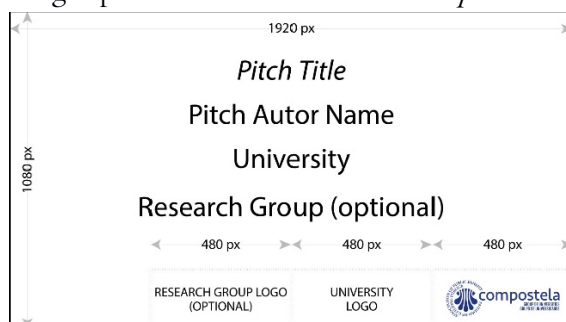 1920 px
Pitch Title
Pitch Autor Name
University
1080 px
Research Group (optional)
480 px 480 px 480 px
RESEARCH GROUP LOGO
(OPTIONAL)
UNIVERSITY
LOGO
compostela